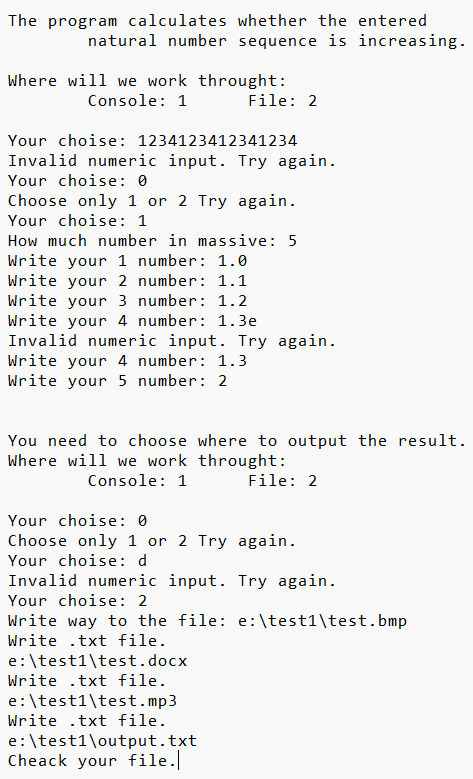 The program calculates whether the entered
natural number sequence is increasing.
Where will we work throught:
Console: 1 File: 2
Your choise: 1234123412341234
Invalid numeric input. Try again.
Your choise: 0
Choose only 1 or 2 Try again.
Your choise: 1
How much number in massive: 5
Write your 1 number: 1.0
Write your 2 number: 1.1
Write your 3 number: 1.2
Write your 4 number: 1.3e
Invalid numeric input. Try again.
Write your 4 number: 1.3
Write your 5 number: 2
You need to choose where to output the result.
Where will we work throught:
Console: 1 File: 2
Your choise: 0
Choose only 1 or 2 Try again.
Your choise: d
Invalid numeric input. Try again.
Your choise: 2
Write way to the file: e:\test1\test.bmp
Write .txt file.
e:\test1\test.docx
Write .txt file.
e:\test1\test.mp3
Write .txt file.
e:\test1\output.txt
Cheack your file.